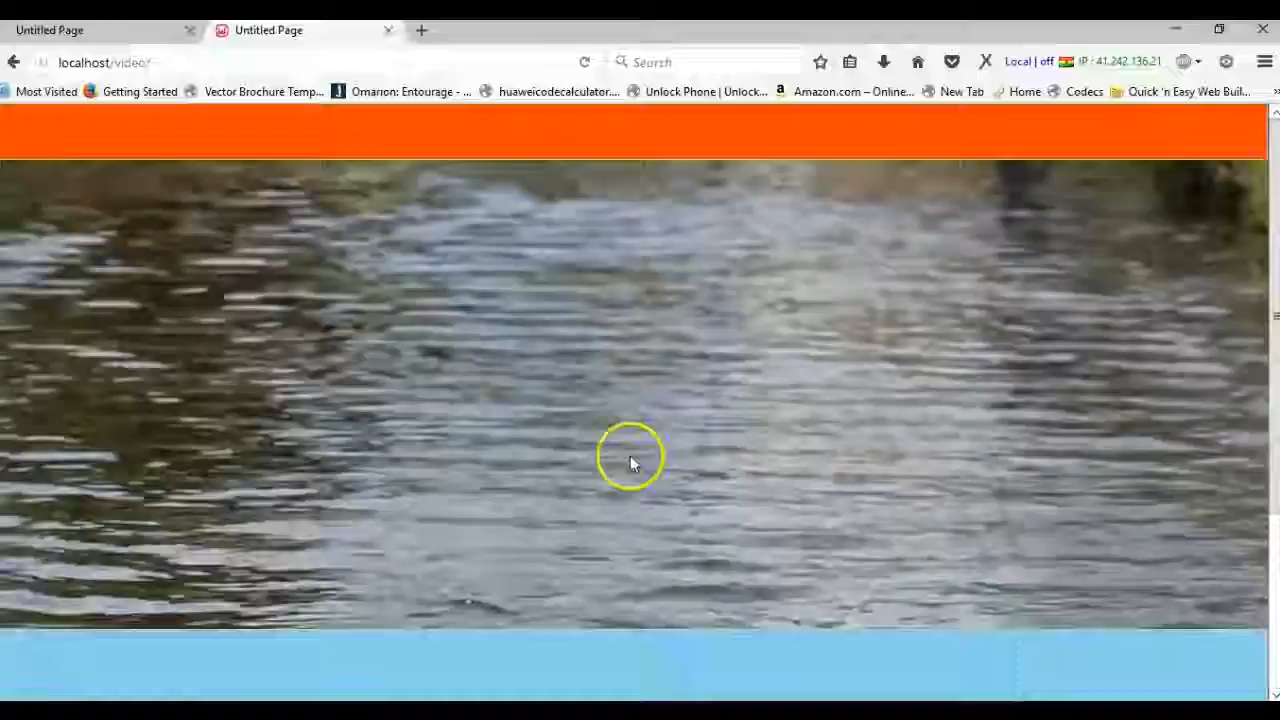 Untitled Page
Untitled Page
localhost/video/
Search
Local | off IP : 41.242.136.21
Most Visited Getting Started Vector Brochure Temp... Omarion: Entourage - ... huaweicodecalculator.... Unlock Phone | Unlock... Amazon.com – Online... New Tab Home Codecs Quick 'n Easy Web Buil...